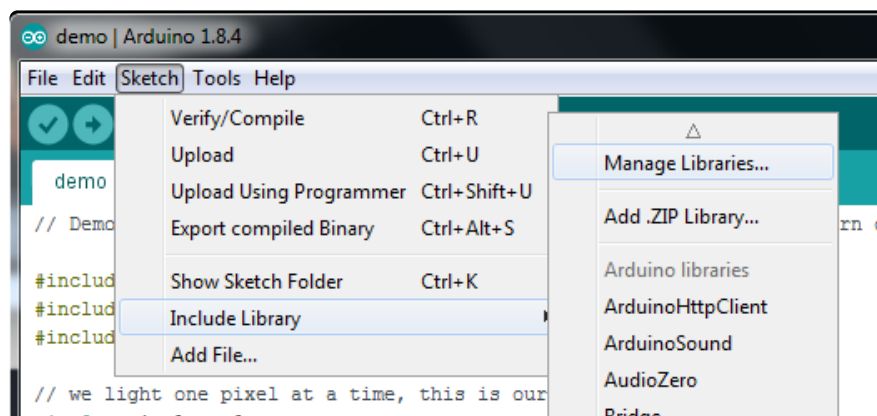 demo | Arduino 1.8.4
File Edit Sketch Tools Help
Verify/Compile Ctrl+R
Upload Ctrl+U
Upload Using Programmer Ctrl+Shift+U
Export compiled Binary Ctrl+Alt+S
Show Sketch Folder Ctrl+K
Include Library
Add File...
Manage Libraries...
Add .ZIP Library...
Arduino libraries
ArduinoHttpClient
ArduinoSound
AudioZero
Bridge
demo
// Demo
rn
#includ
#includ
#includ
// we light one pixel at a time, this is our